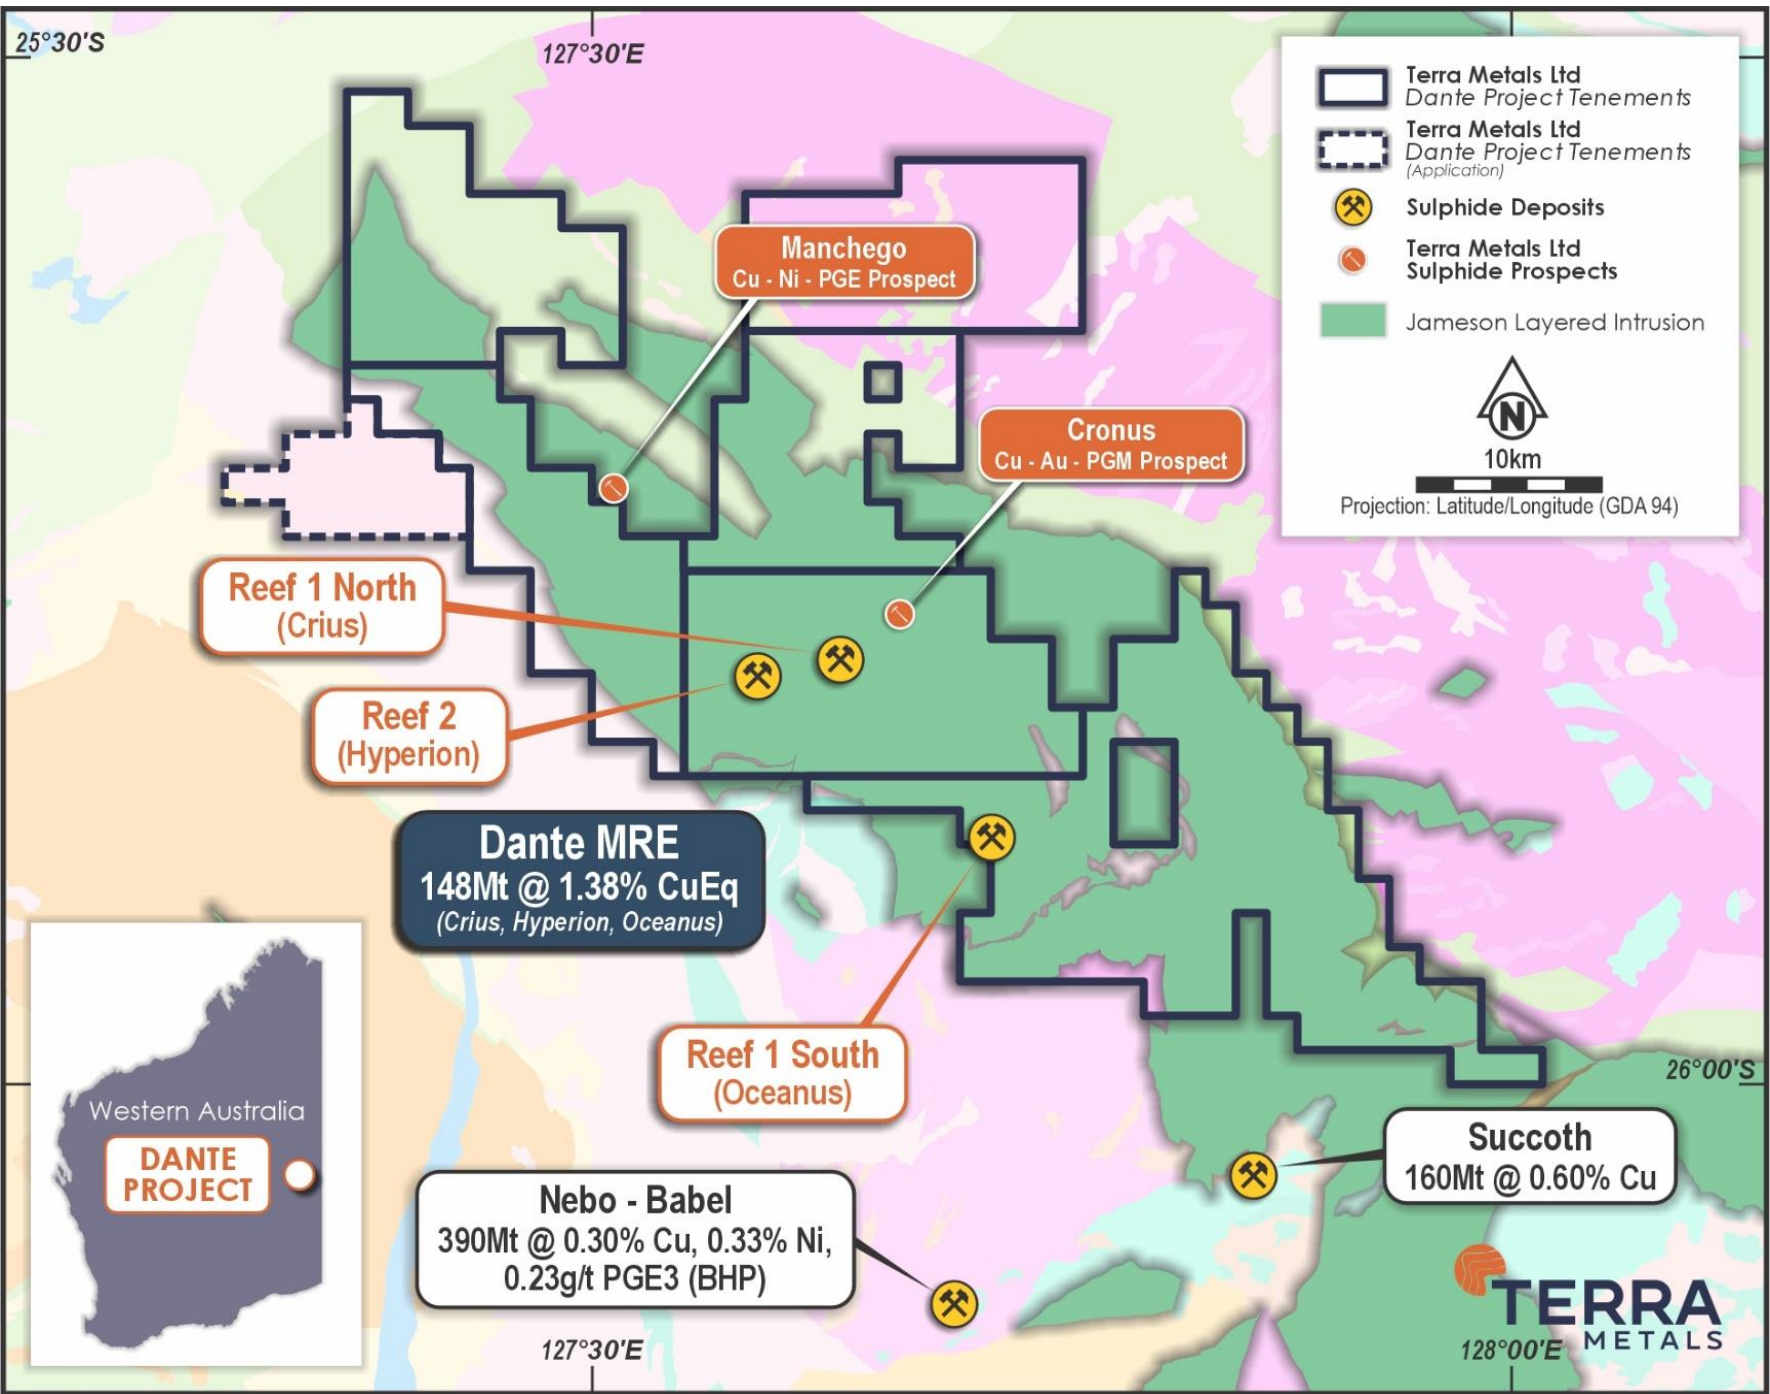 25°30'S
127°30'E
Terra Metals Ltd
Dante Project Tenements
Terra Metals Ltd
Dante Project Tenements
(Application)
Sulphide Deposits
Terra Metals Ltd
Sulphide Prospects
Jameson Layered Intrusion
N
10km
Projection: Latitude/Longitude (GDA 94)
Manchego
Cu - Ni - PGE Prospect
Cronus
Cu - Au - PGM Prospect
Reef 1 North
(Crius)
Reef 2
(Hyperion)
Dante MRE
148Mt @ 1.38% CuEq
(Crius, Hyperion, Oceanus)
Reef 1 South
(Oceanus)
26°00'S
Western Australia
DANTE
PROJECT
Succoth
160Mt @ 0.60% Cu
Nebo - Babel
390Mt @ 0.30% Cu, 0.33% Ni,
0.23g/t PGE3 (BHP)
TERRA
METALS
127°30'E
128°00'E